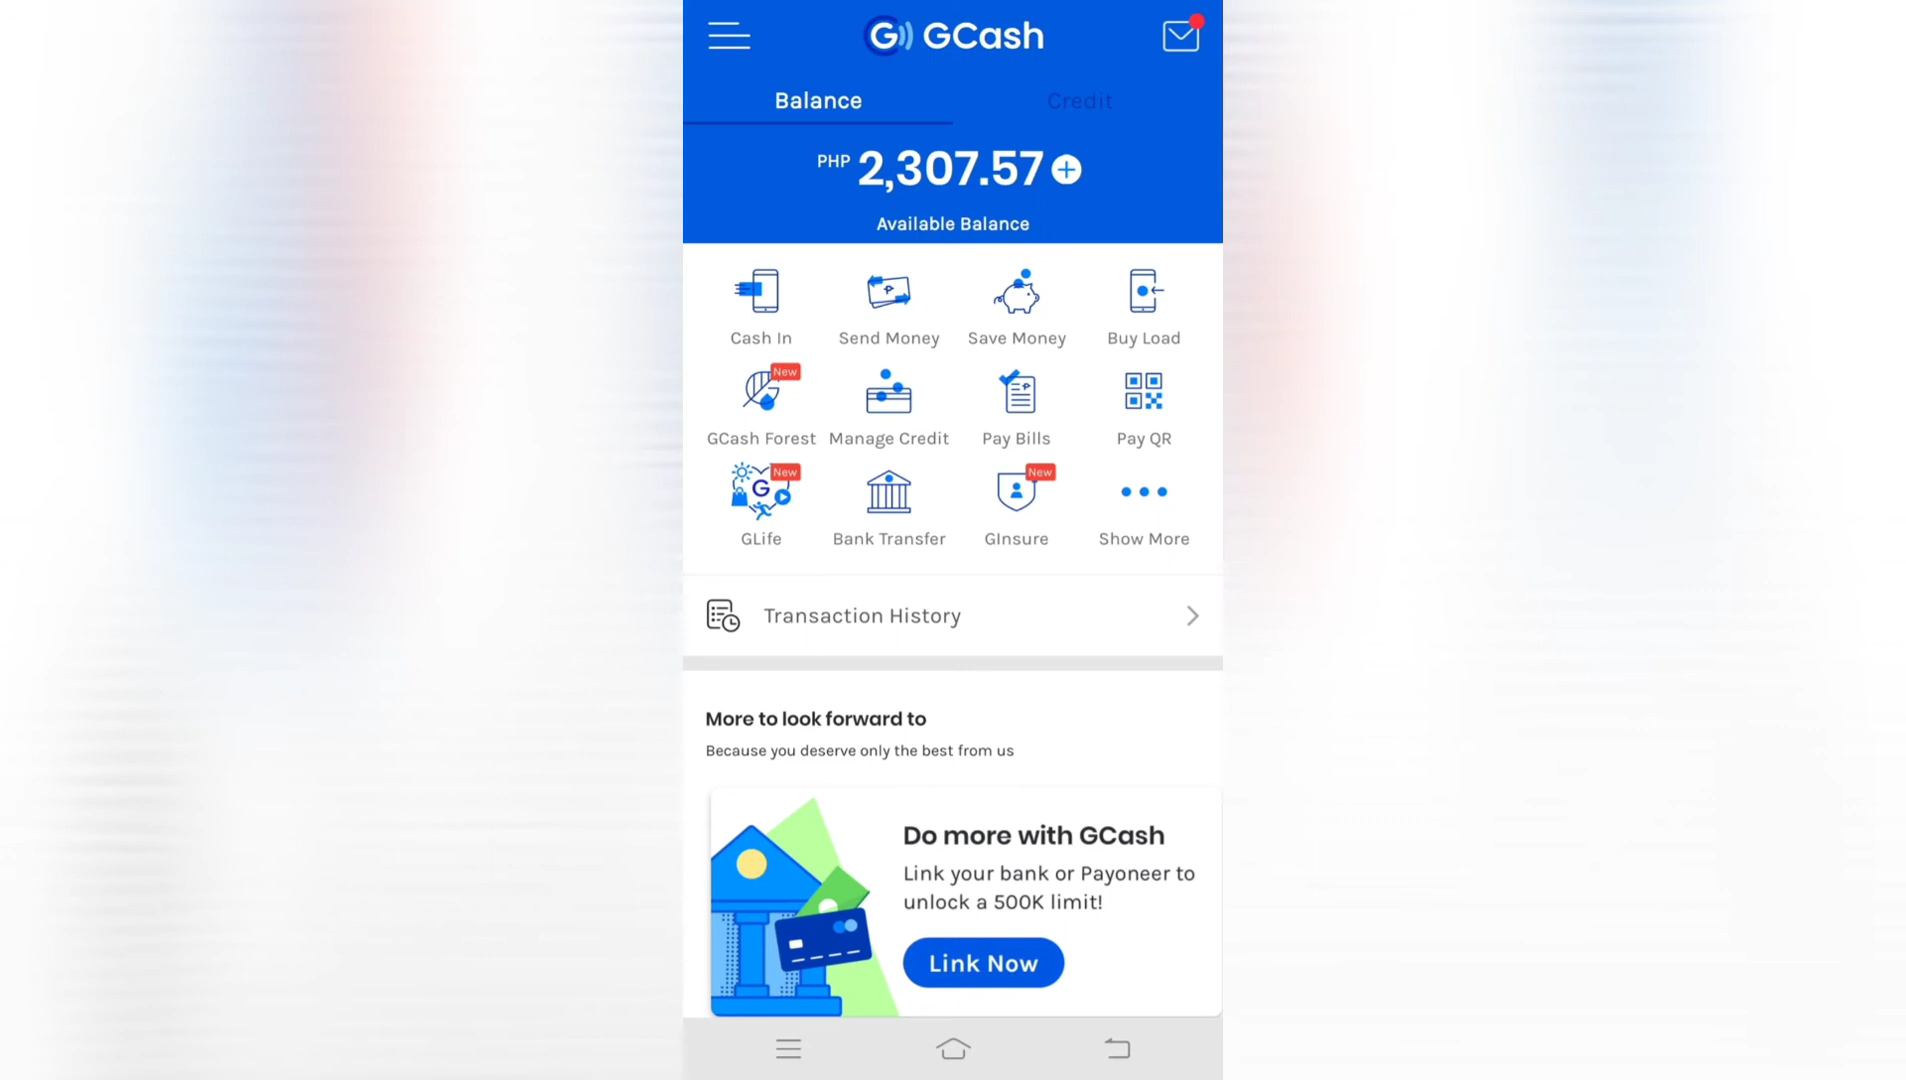 GCash
Balance
Credit
PHP 2,307.57
Available Balance
Cash In
Send Money
Save Money
Buy Load
New
GCash Forest
Manage Credit
Pay Bills
Pay QR
New
G
GLife
Bank Transfer
New
GInsure
Show More
Transaction History
More to look forward to
Because you deserve only the best from us
Do more with GCash
Link your bank or Payoneer to
unlock a 500K limit!
Link Now